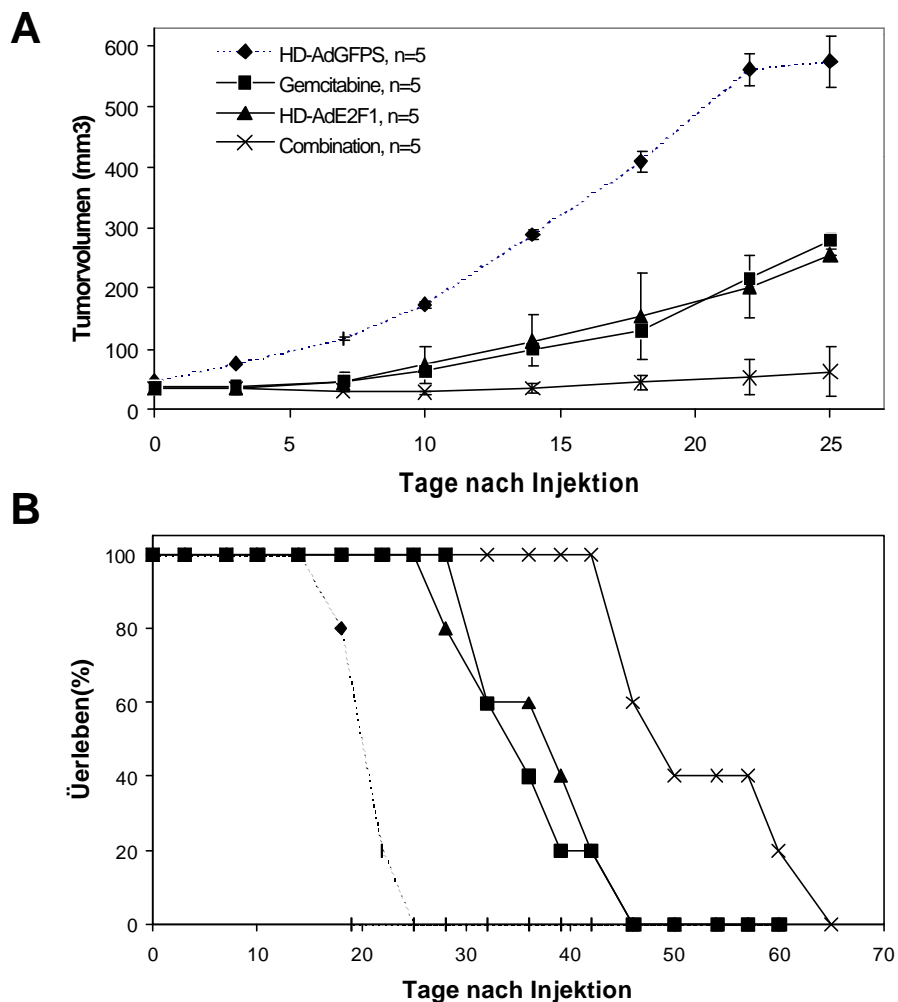 A
600
500
400
300
200
100
0
Tumorvolumen (mm3)
HD-AdGFPS, n=5
Gemcitabine, n=5
HD-AdE2F1, n=5
Combination, n=5
0 5 10 15 20 25
Tage nach Injektion
B
100
80
60
40
20
0
Üerleben(%)
0 10 20 30 40 50 60 70
Tage nach Injektion